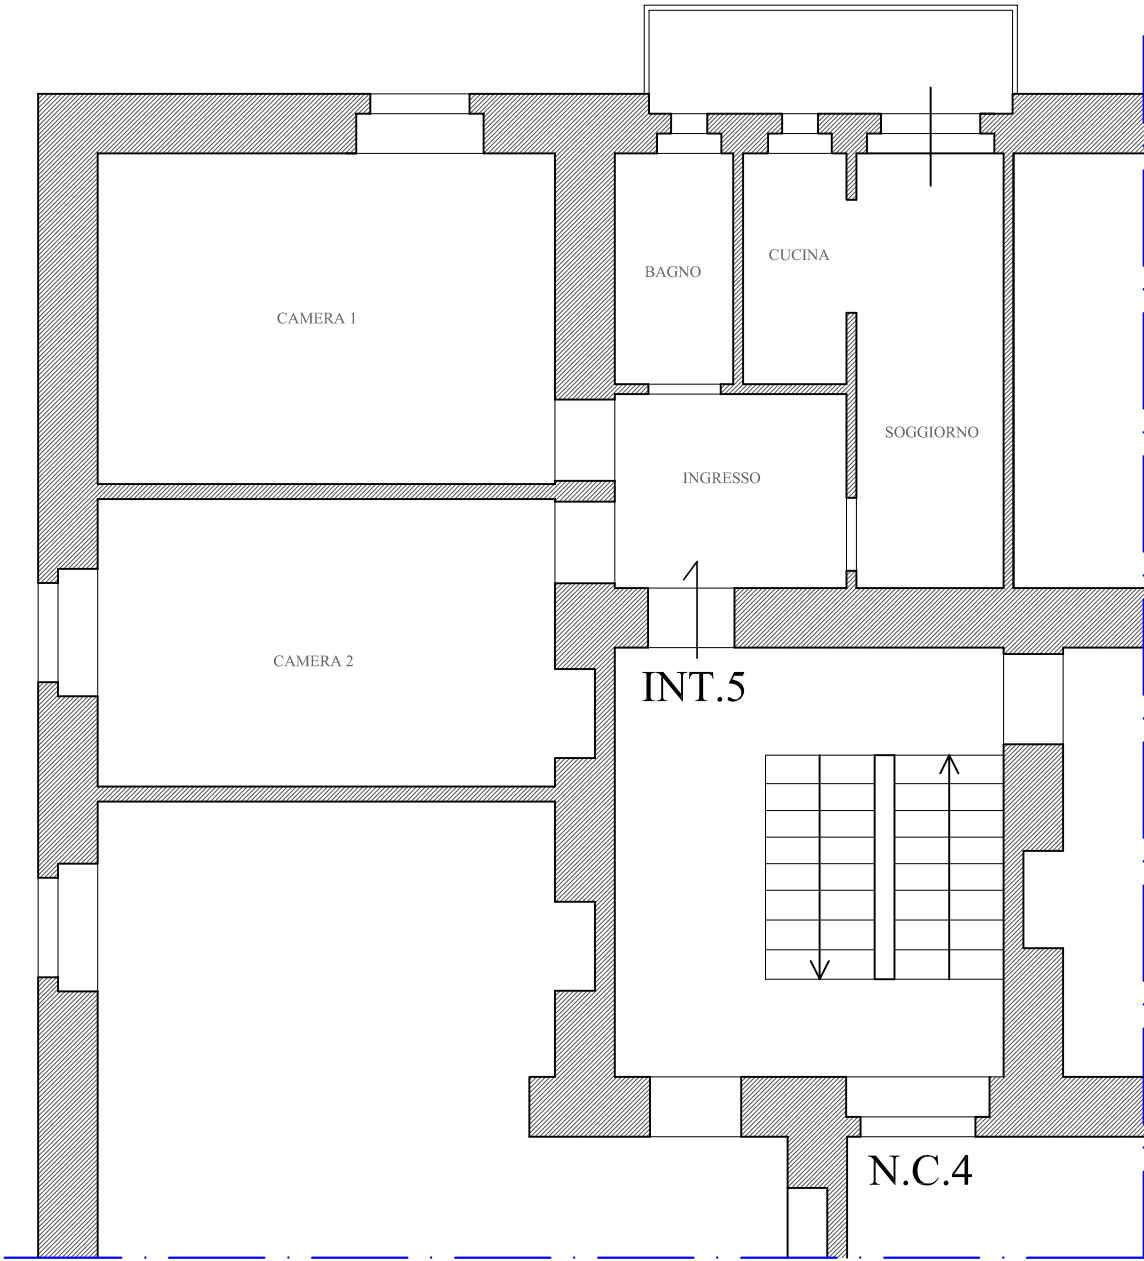 CUCINA
BAGNO
CAMERA 1
SOGGIORNO
INGRESSO
CAMERA 2
INT.5
N.C.4